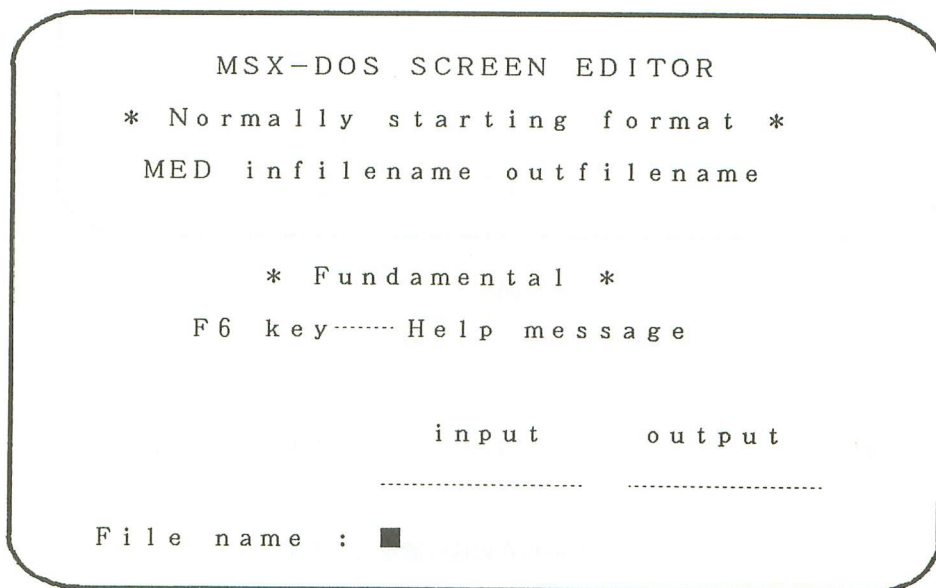 MSX-DOS SCREEN EDITOR
* Normally starting format *
MED infilename outfilename
* Fundamental *
F6 key········Help message
input output
File name : ■